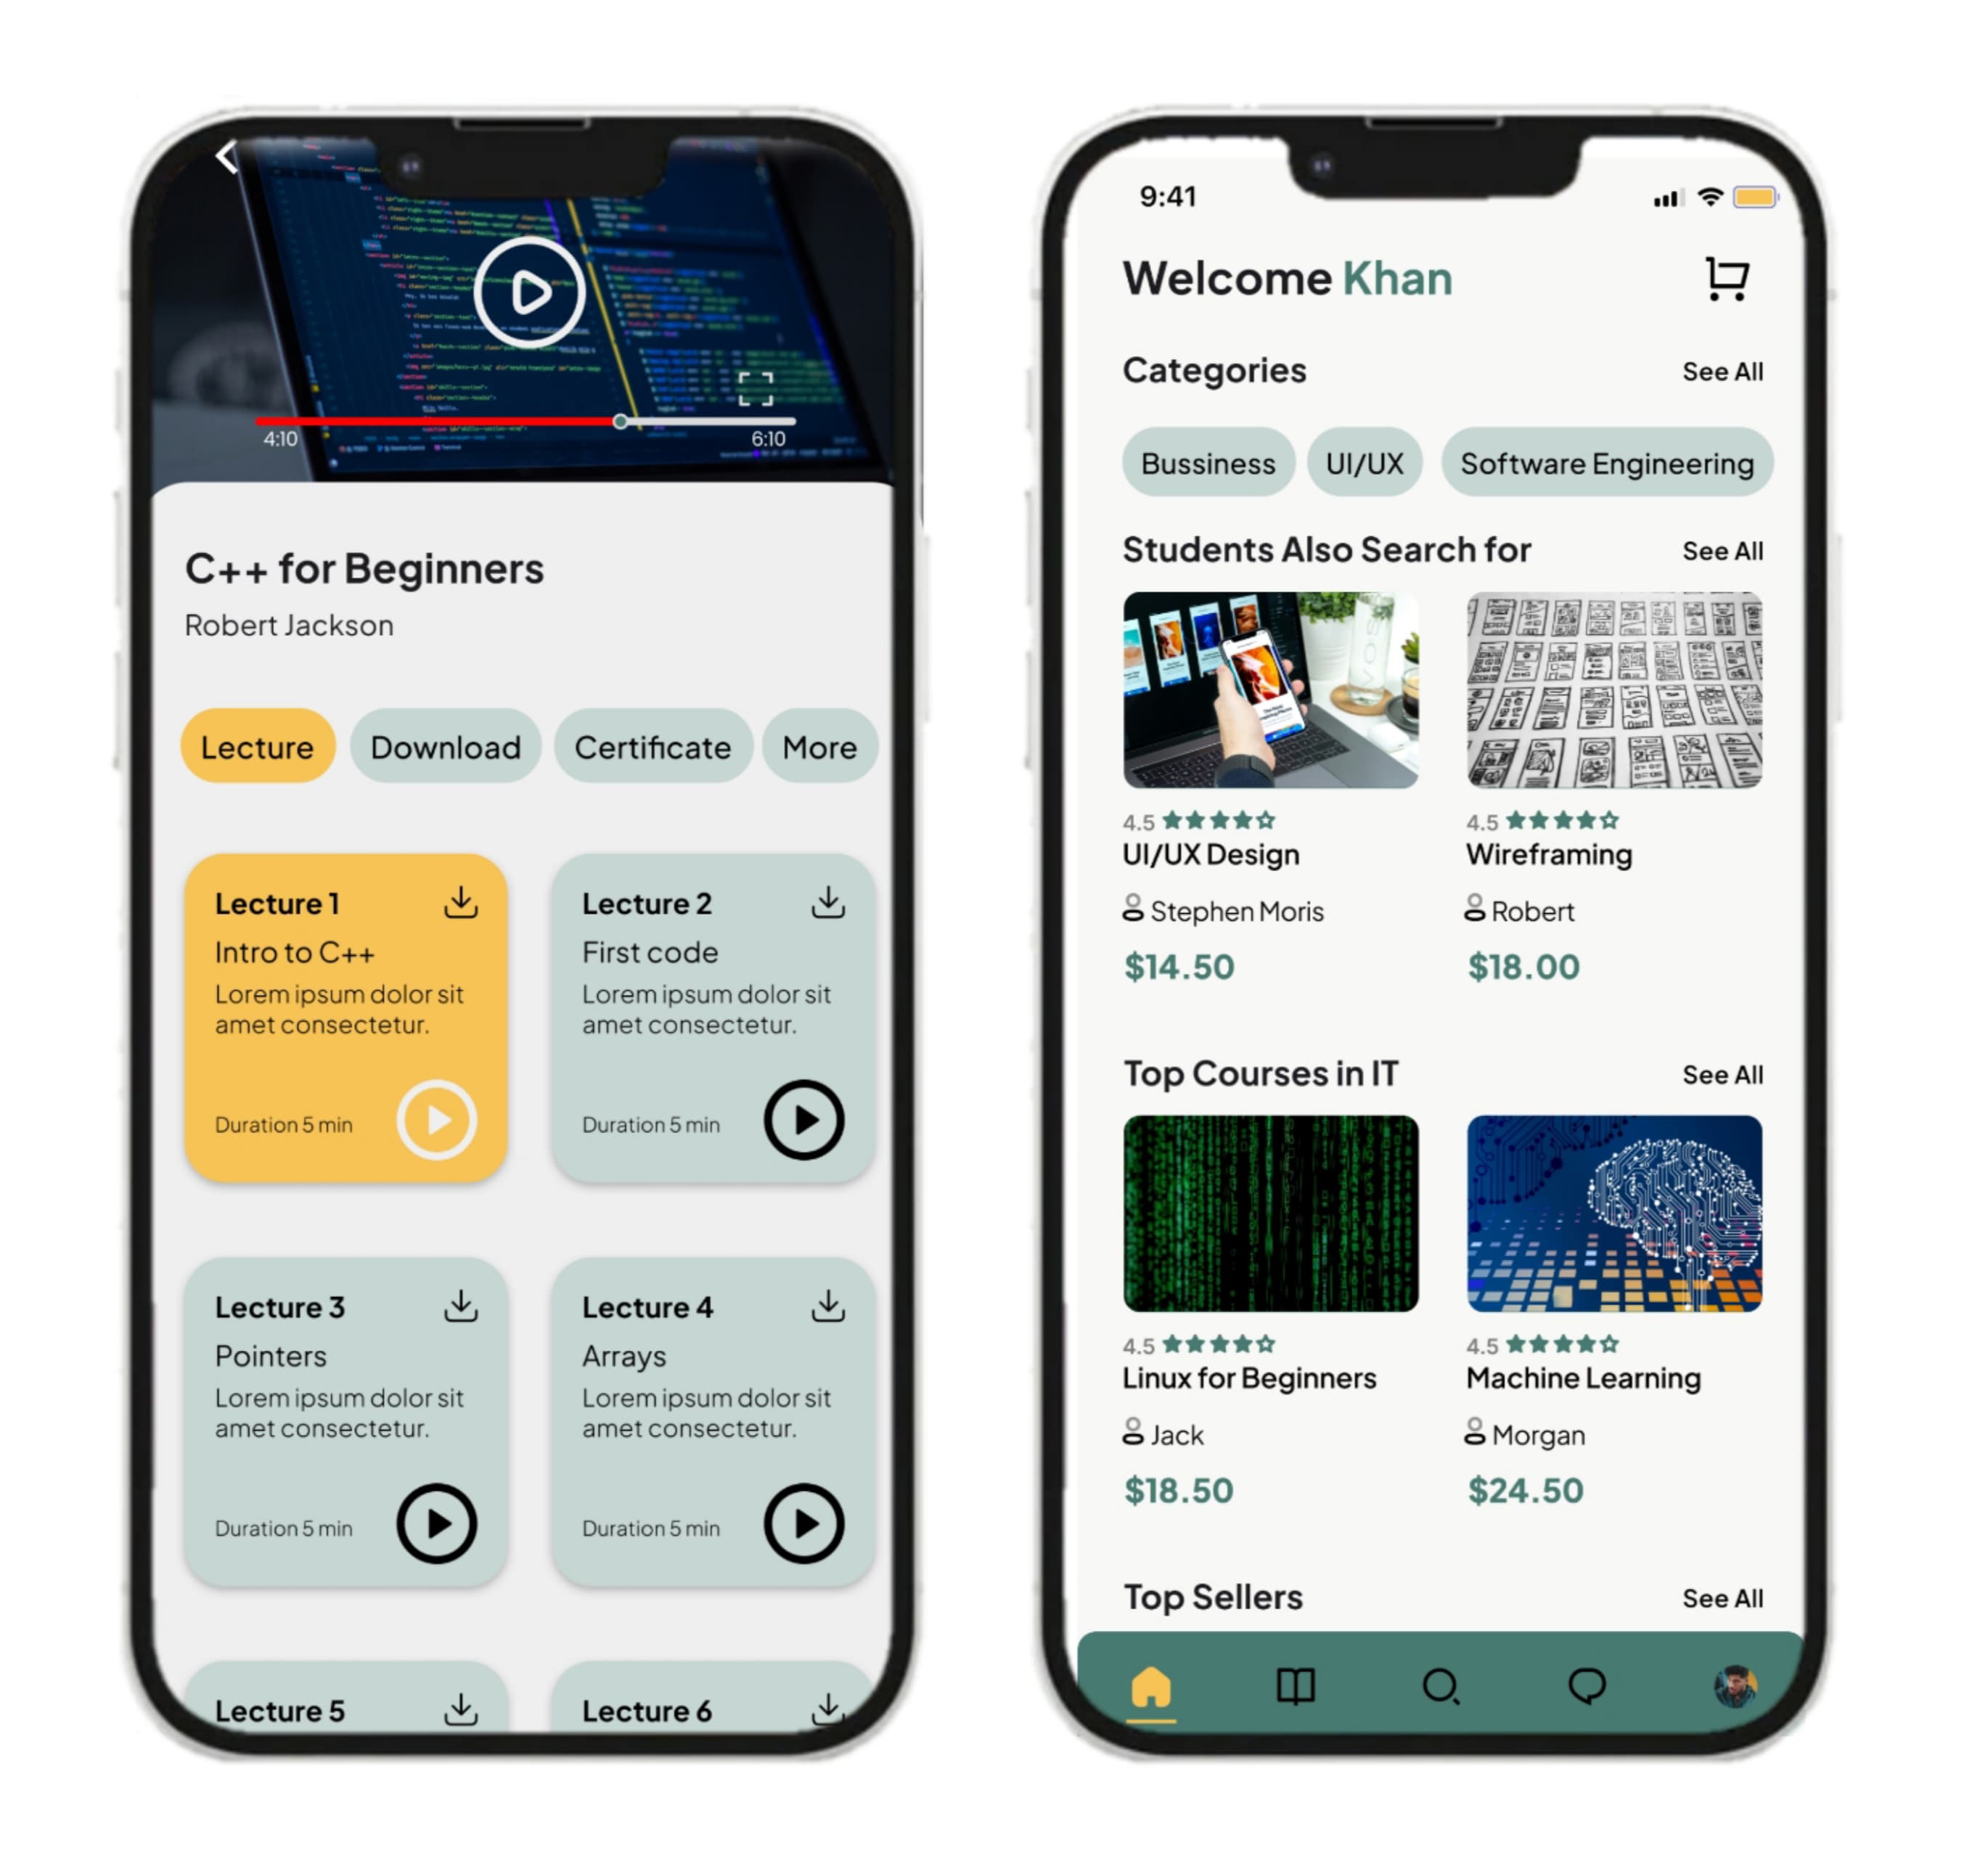 4:10
6:10
C++ for Beginners
Robert Jackson
Lecture
Download
Certificate
More
Lecture 1
Intro to C++
Lorem ipsum dolor sit
amet consectetur.
Duration 5 min
Lecture 2
First code
Lorem ipsum dolor sit
amet consectetur.
Duration 5 min
Lecture 3
Pointers
Lorem ipsum dolor sit
amet consectetur.
Duration 5 min
Lecture 4
Arrays
Lorem ipsum dolor sit
amet consectetur.
Duration 5 min
Lecture 5
Lecture 6
9:41
Welcome Khan
Categories
See All
Bussiness
UI/UX
Software Engineering
Students Also Search for
See All
VOSS
4.5
UI/UX Design
Stephen Moris
$14.50
4.5
Wireframing
Robert
$18.00
Top Courses in IT
See All
4.5
Linux for Beginners
Jack
$18.50
4.5
Machine Learning
Morgan
$24.50
Top Sellers
See All